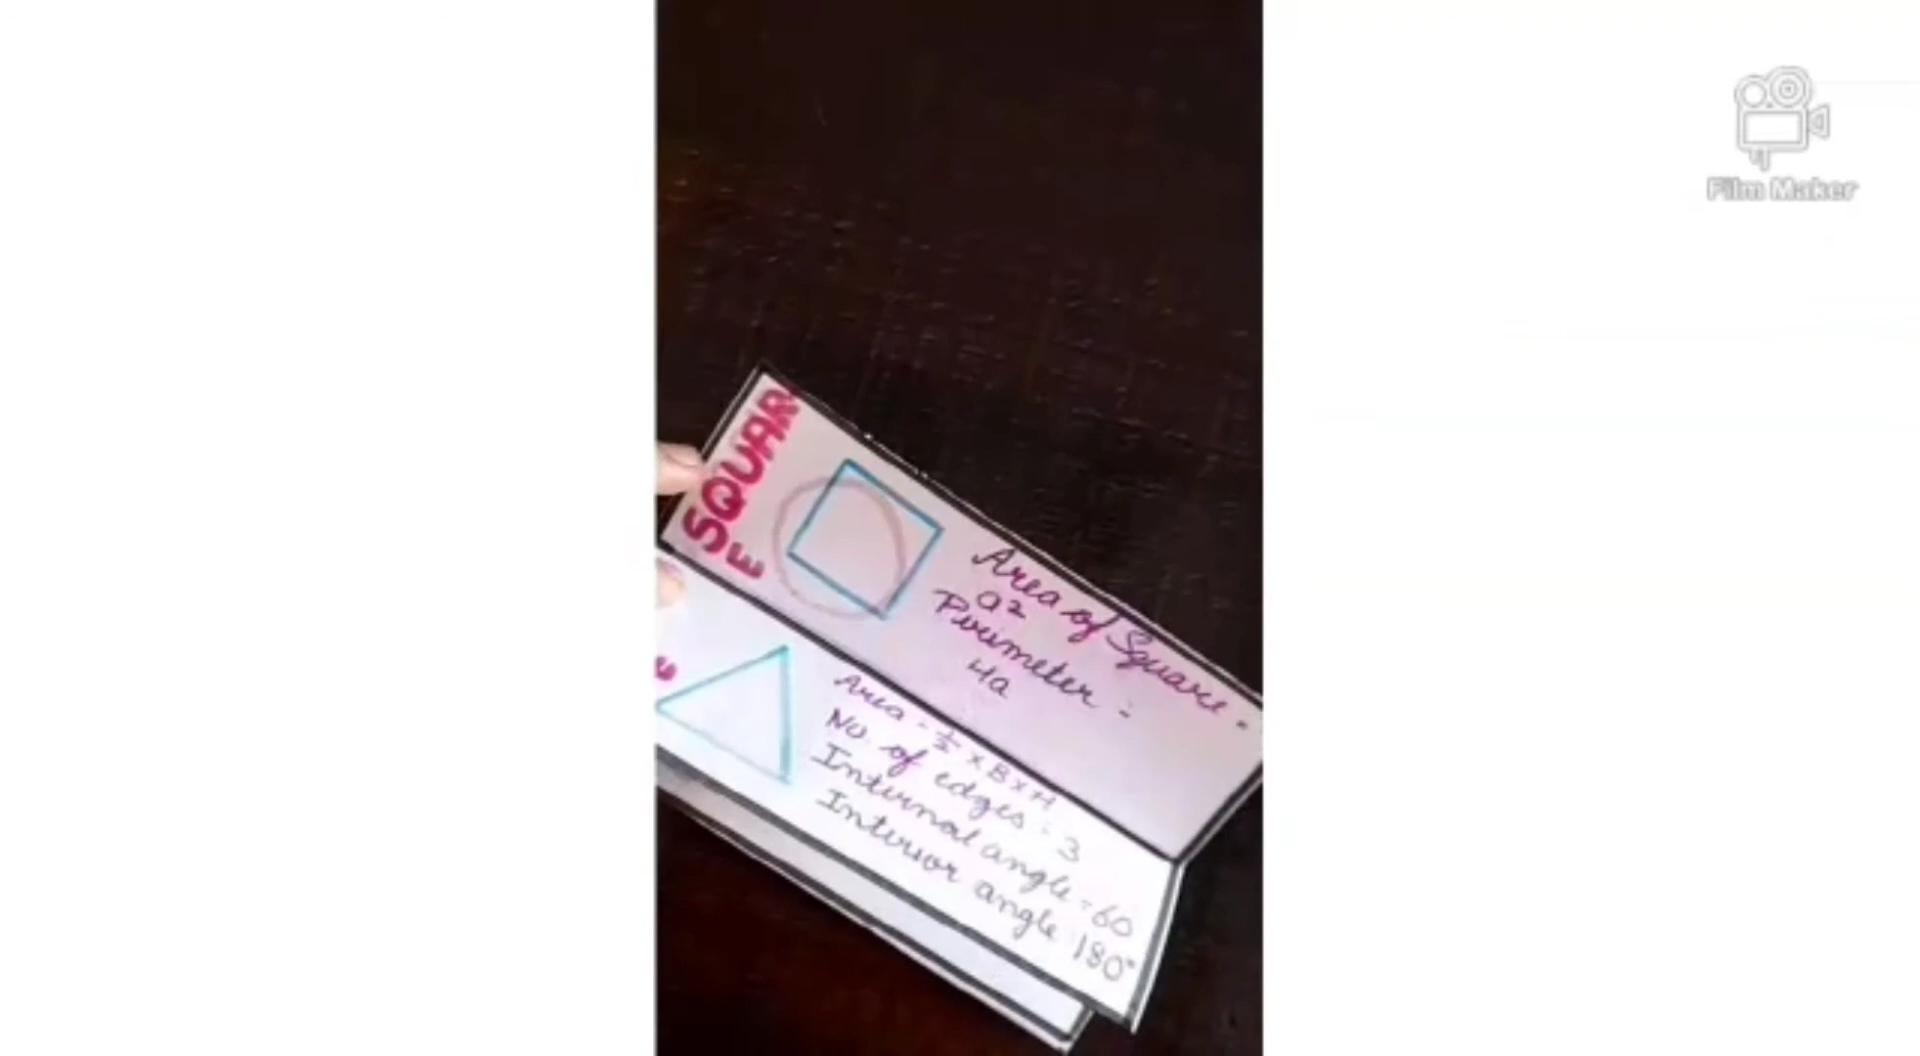 Film Maker
SQUAR
E
Area of Square -
a2
Perimeter :
4a
E
Area - 1/2 x B x H
No. of edges : 3
Internal angle = 60
Interior angle 180°